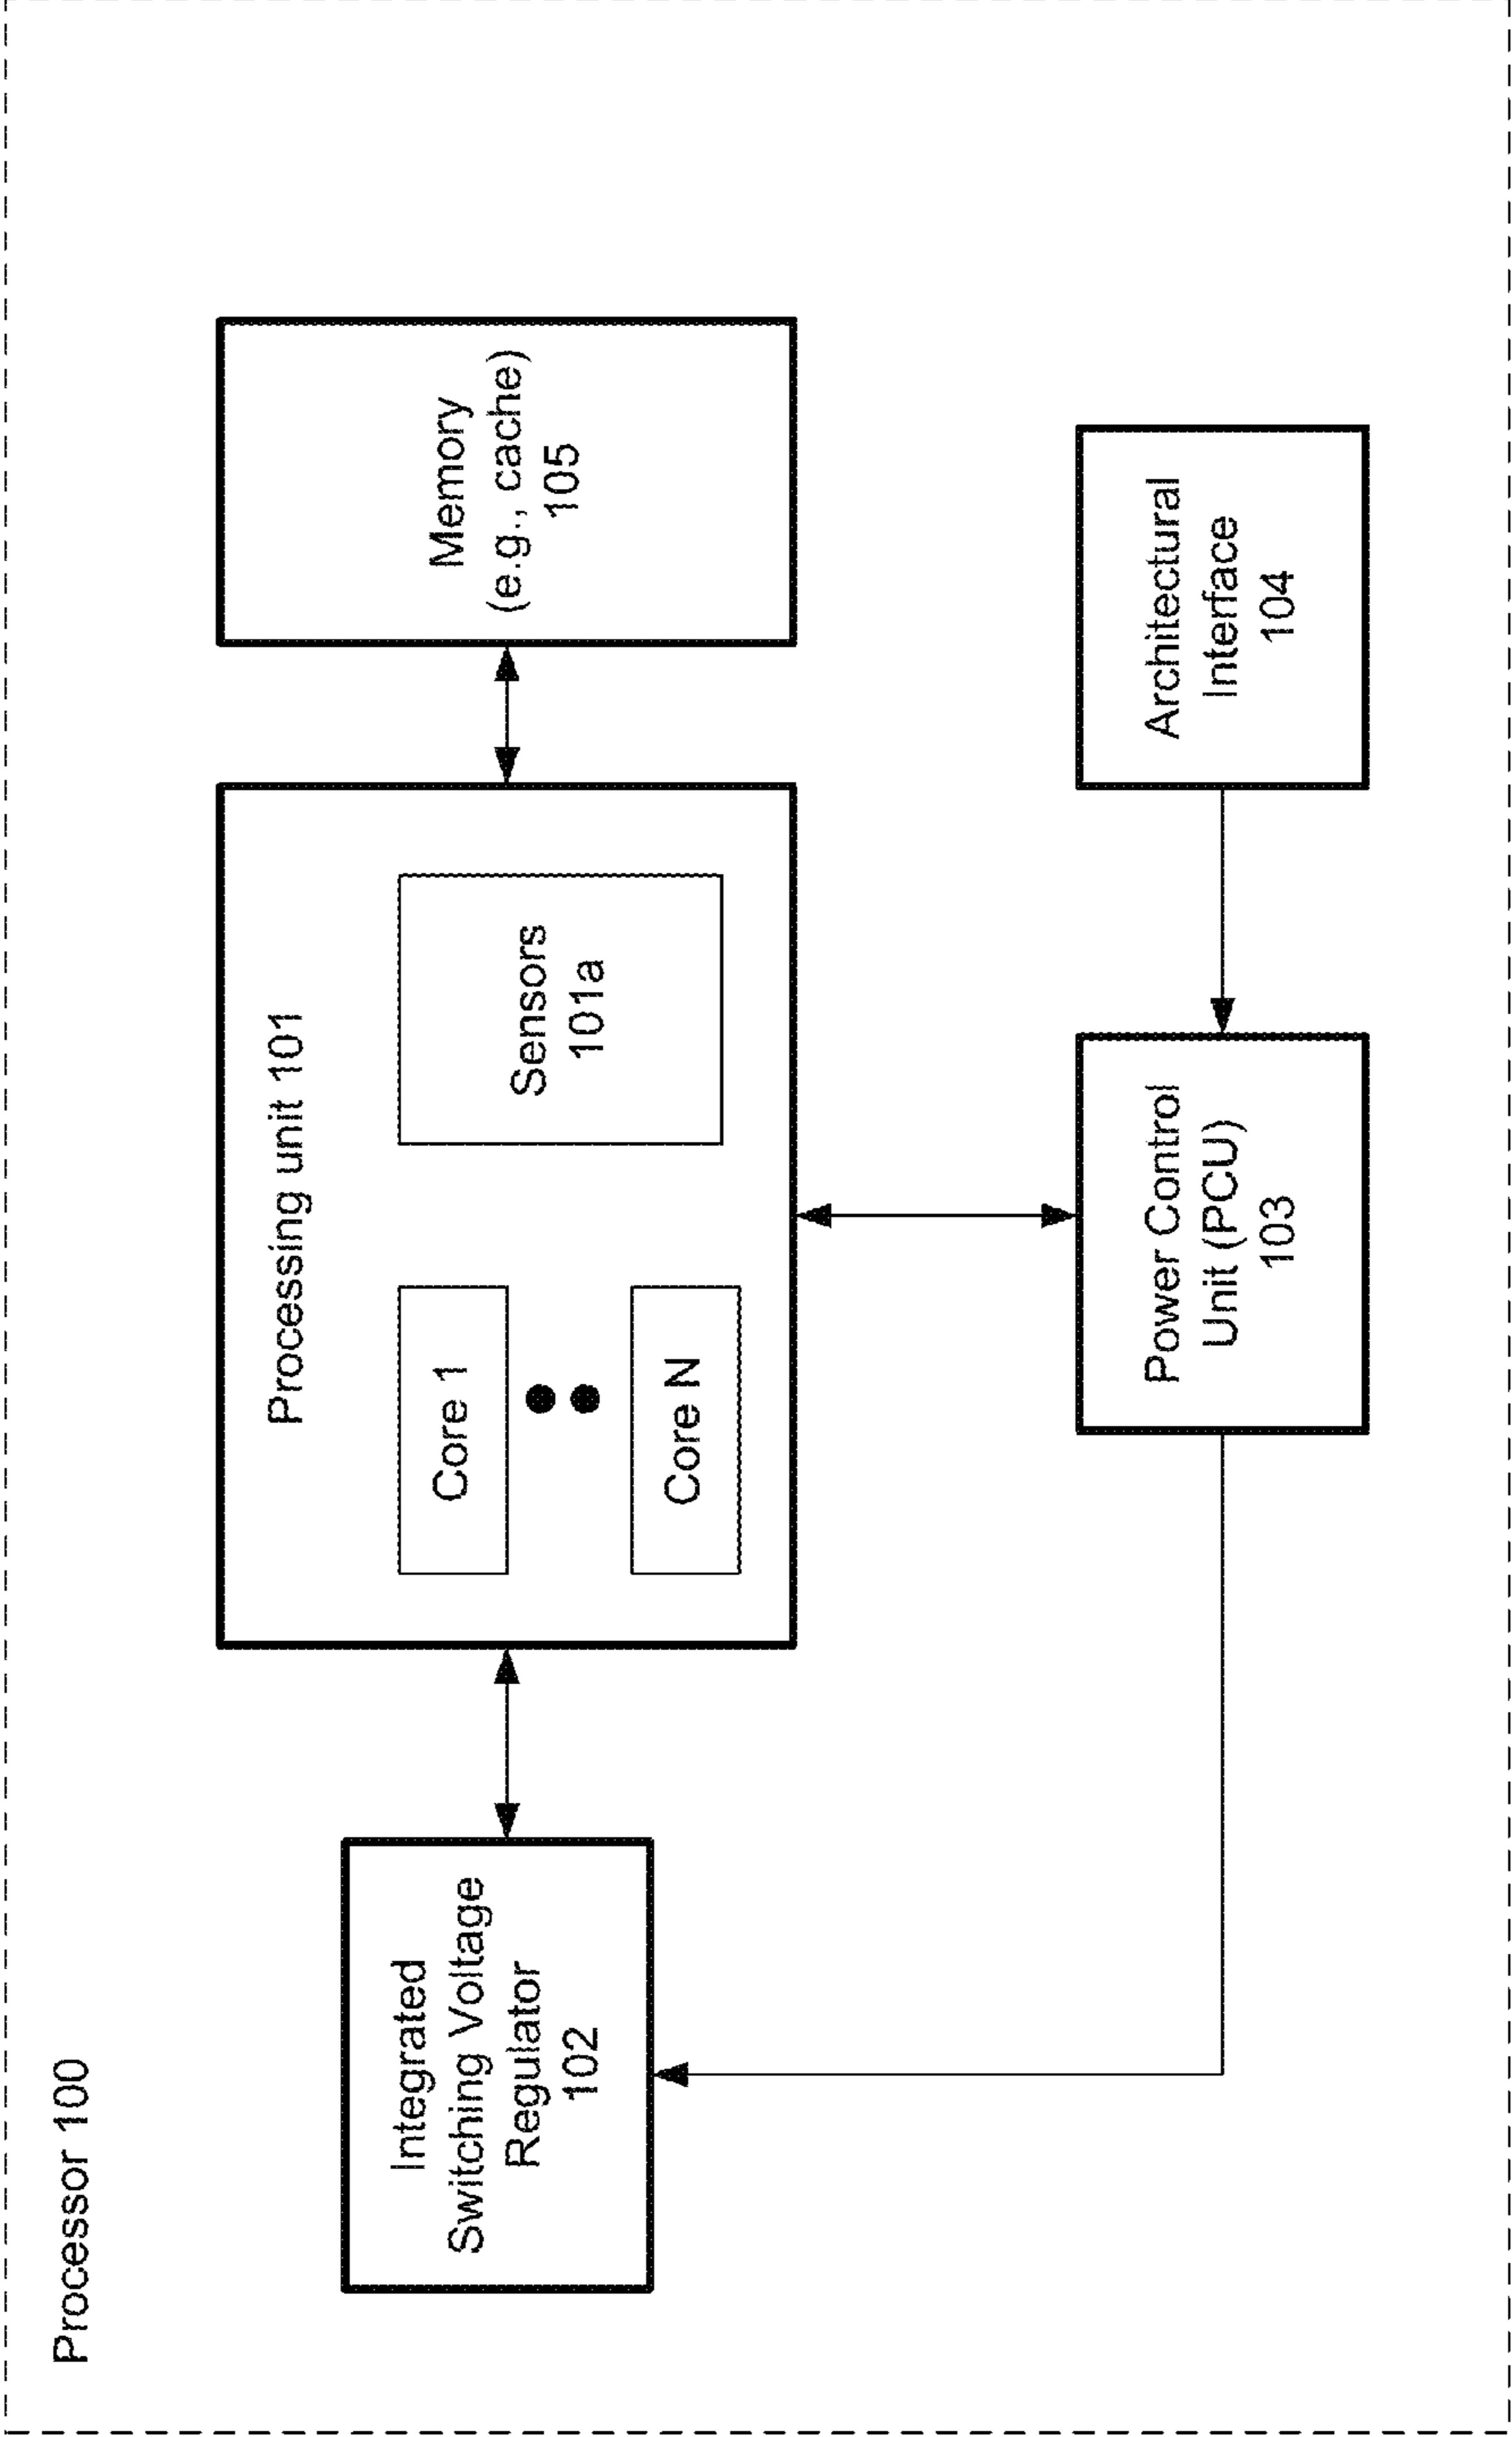 Processor 100
Integrated
Switching Voltage
Regulator
102
Processing unit 101
Core 1
Core N
Sensors
101a
Memory
(e.g., cache)
105
Power Control
Unit (PCU)
103
Architectural
Interface
104